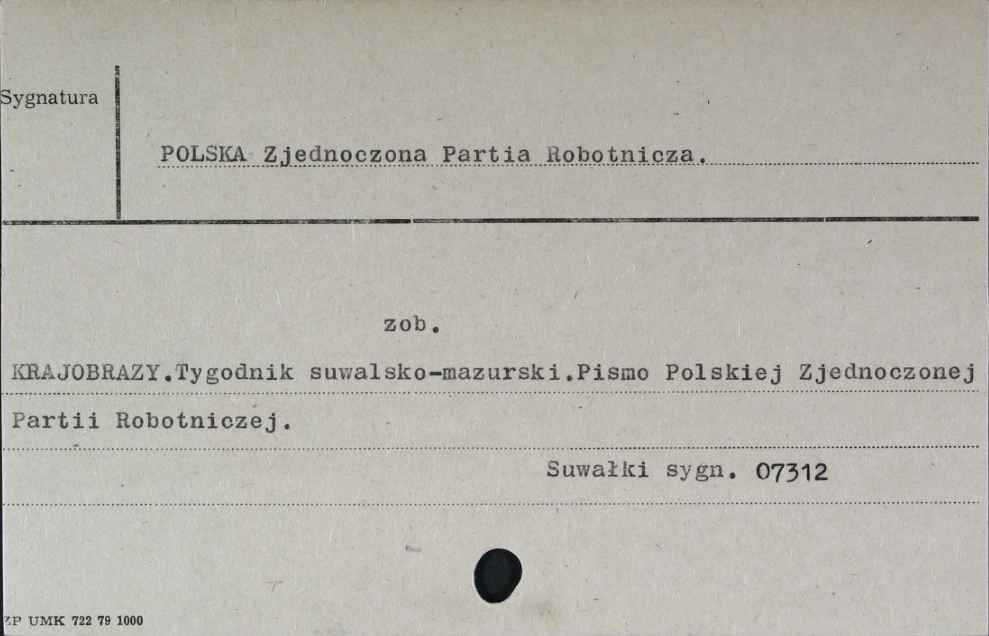 Sygnatura
POLSKA Zjednoczona Partia Robotnicza.
zob.
KRAJOBRAZY.Tygodnik suwalsko-mazurski.Pismo Polskiej Zjednoczonej
Partii Robotniczej.
Suwałki sygn. 07312
ZP UMK 722 79 1000